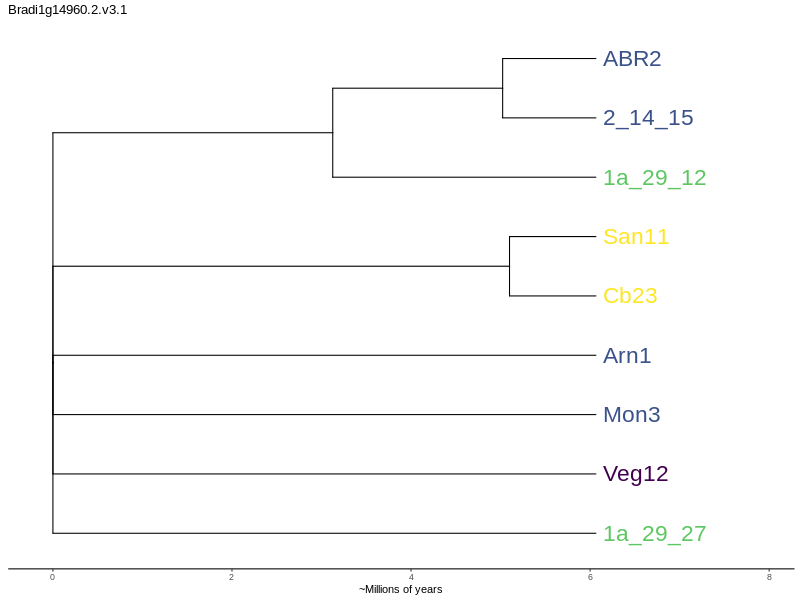 Bradi1g14960.2.v3.1
ABR2
2_14_15
1a_29_12
San11
Cb23
Arn1
Mon3
Veg12
1a_29_27
0 2 4 6 8
~Millions of years